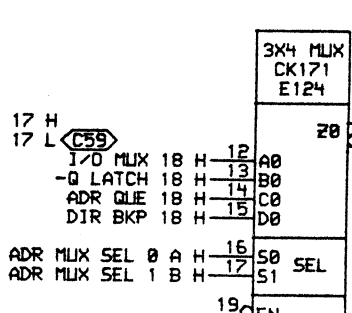 3X4 MUX
CK171
E124
17 H
17 L C59
Z0
I/O MUX 18 H 12 A0
-Q LATCH 18 H 13 B0
ADR QUE 18 H 14 C0
DIR BKP 18 H 15 D0
ADR MUX SEL 0 A H 16 S0 SEL
ADR MUX SEL 1 B H 17 S1
19